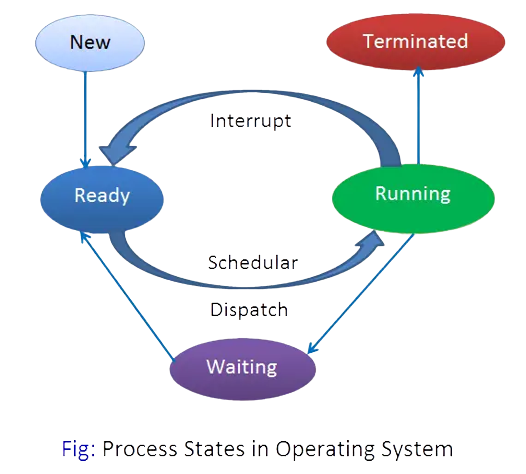 New
Terminated
Interrupt
Ready
Running
Schedular
Dispatch
Waiting
Fig: Process States in Operating System